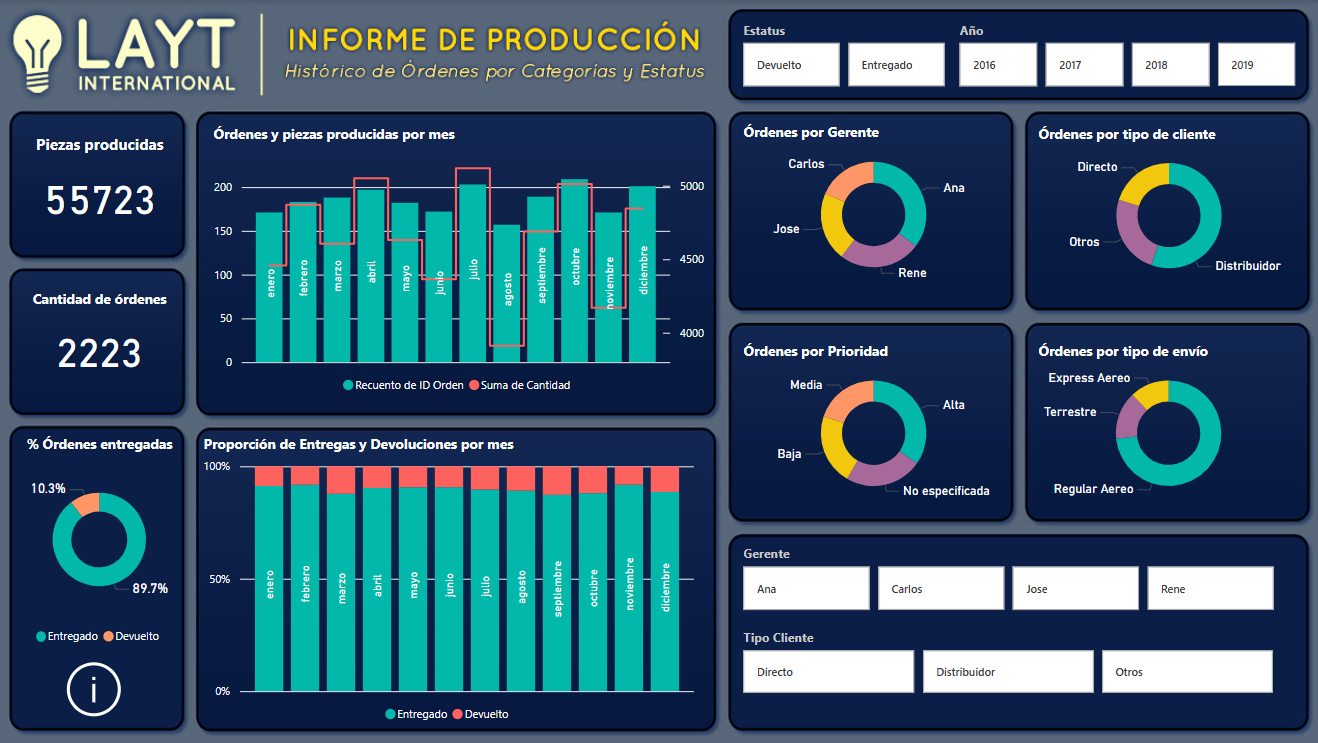 LAYT
INTERNATIONAL
INFORME DE PRODUCCIÓN
Histórico de Órdenes por Categorías y Estatus
Estatus
Devuelto
Entregado
Año
2016
2017
2018
2019
Piezas producidas
55723
Cantidad de órdenes
2223
% Órdenes entregadas
10.3%
89.7%
Entregado
Devuelto
i
Órdenes y piezas producidas por mes
200
150
100
50
0
5000
4500
4000
enero
febrero
marzo
abril
mayo
junio
julio
agosto
septiembre
octubre
noviembre
diciembre
Recuento de ID Orden
Suma de Cantidad
Proporción de Entregas y Devoluciones por mes
100%
50%
0%
enero
febrero
marzo
abril
mayo
junio
julio
agosto
septiembre
octubre
noviembre
diciembre
Entregado
Devuelto
Órdenes por Gerente
Carlos
Ana
Jose
Rene
Órdenes por tipo de cliente
Directo
Otros
Distribuidor
Órdenes por Prioridad
Media
Alta
Baja
No especificada
Órdenes por tipo de envío
Express Aereo
Terrestre
Regular Aereo
Gerente
Ana
Carlos
Jose
Rene
Tipo Cliente
Directo
Distribuidor
Otros